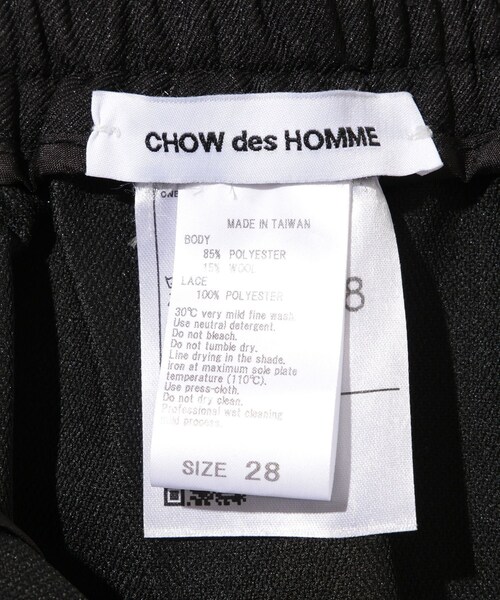 CHOW des HOMME
ONE
MADE IN TAIWAN
BODY
85% POLYESTER
15% WOOL
LACE
100% POLYESTER
8
30℃ very mild fine wash
Use neutral detergent.
Do not bleach.
Do not tumble dry.
Line drying in the shade.
Iron at maximum sole plate
temperature (110℃).
Use press-cloth.
Do not dry clean.
Professional wet cleaning
mild process.
SIZE 28